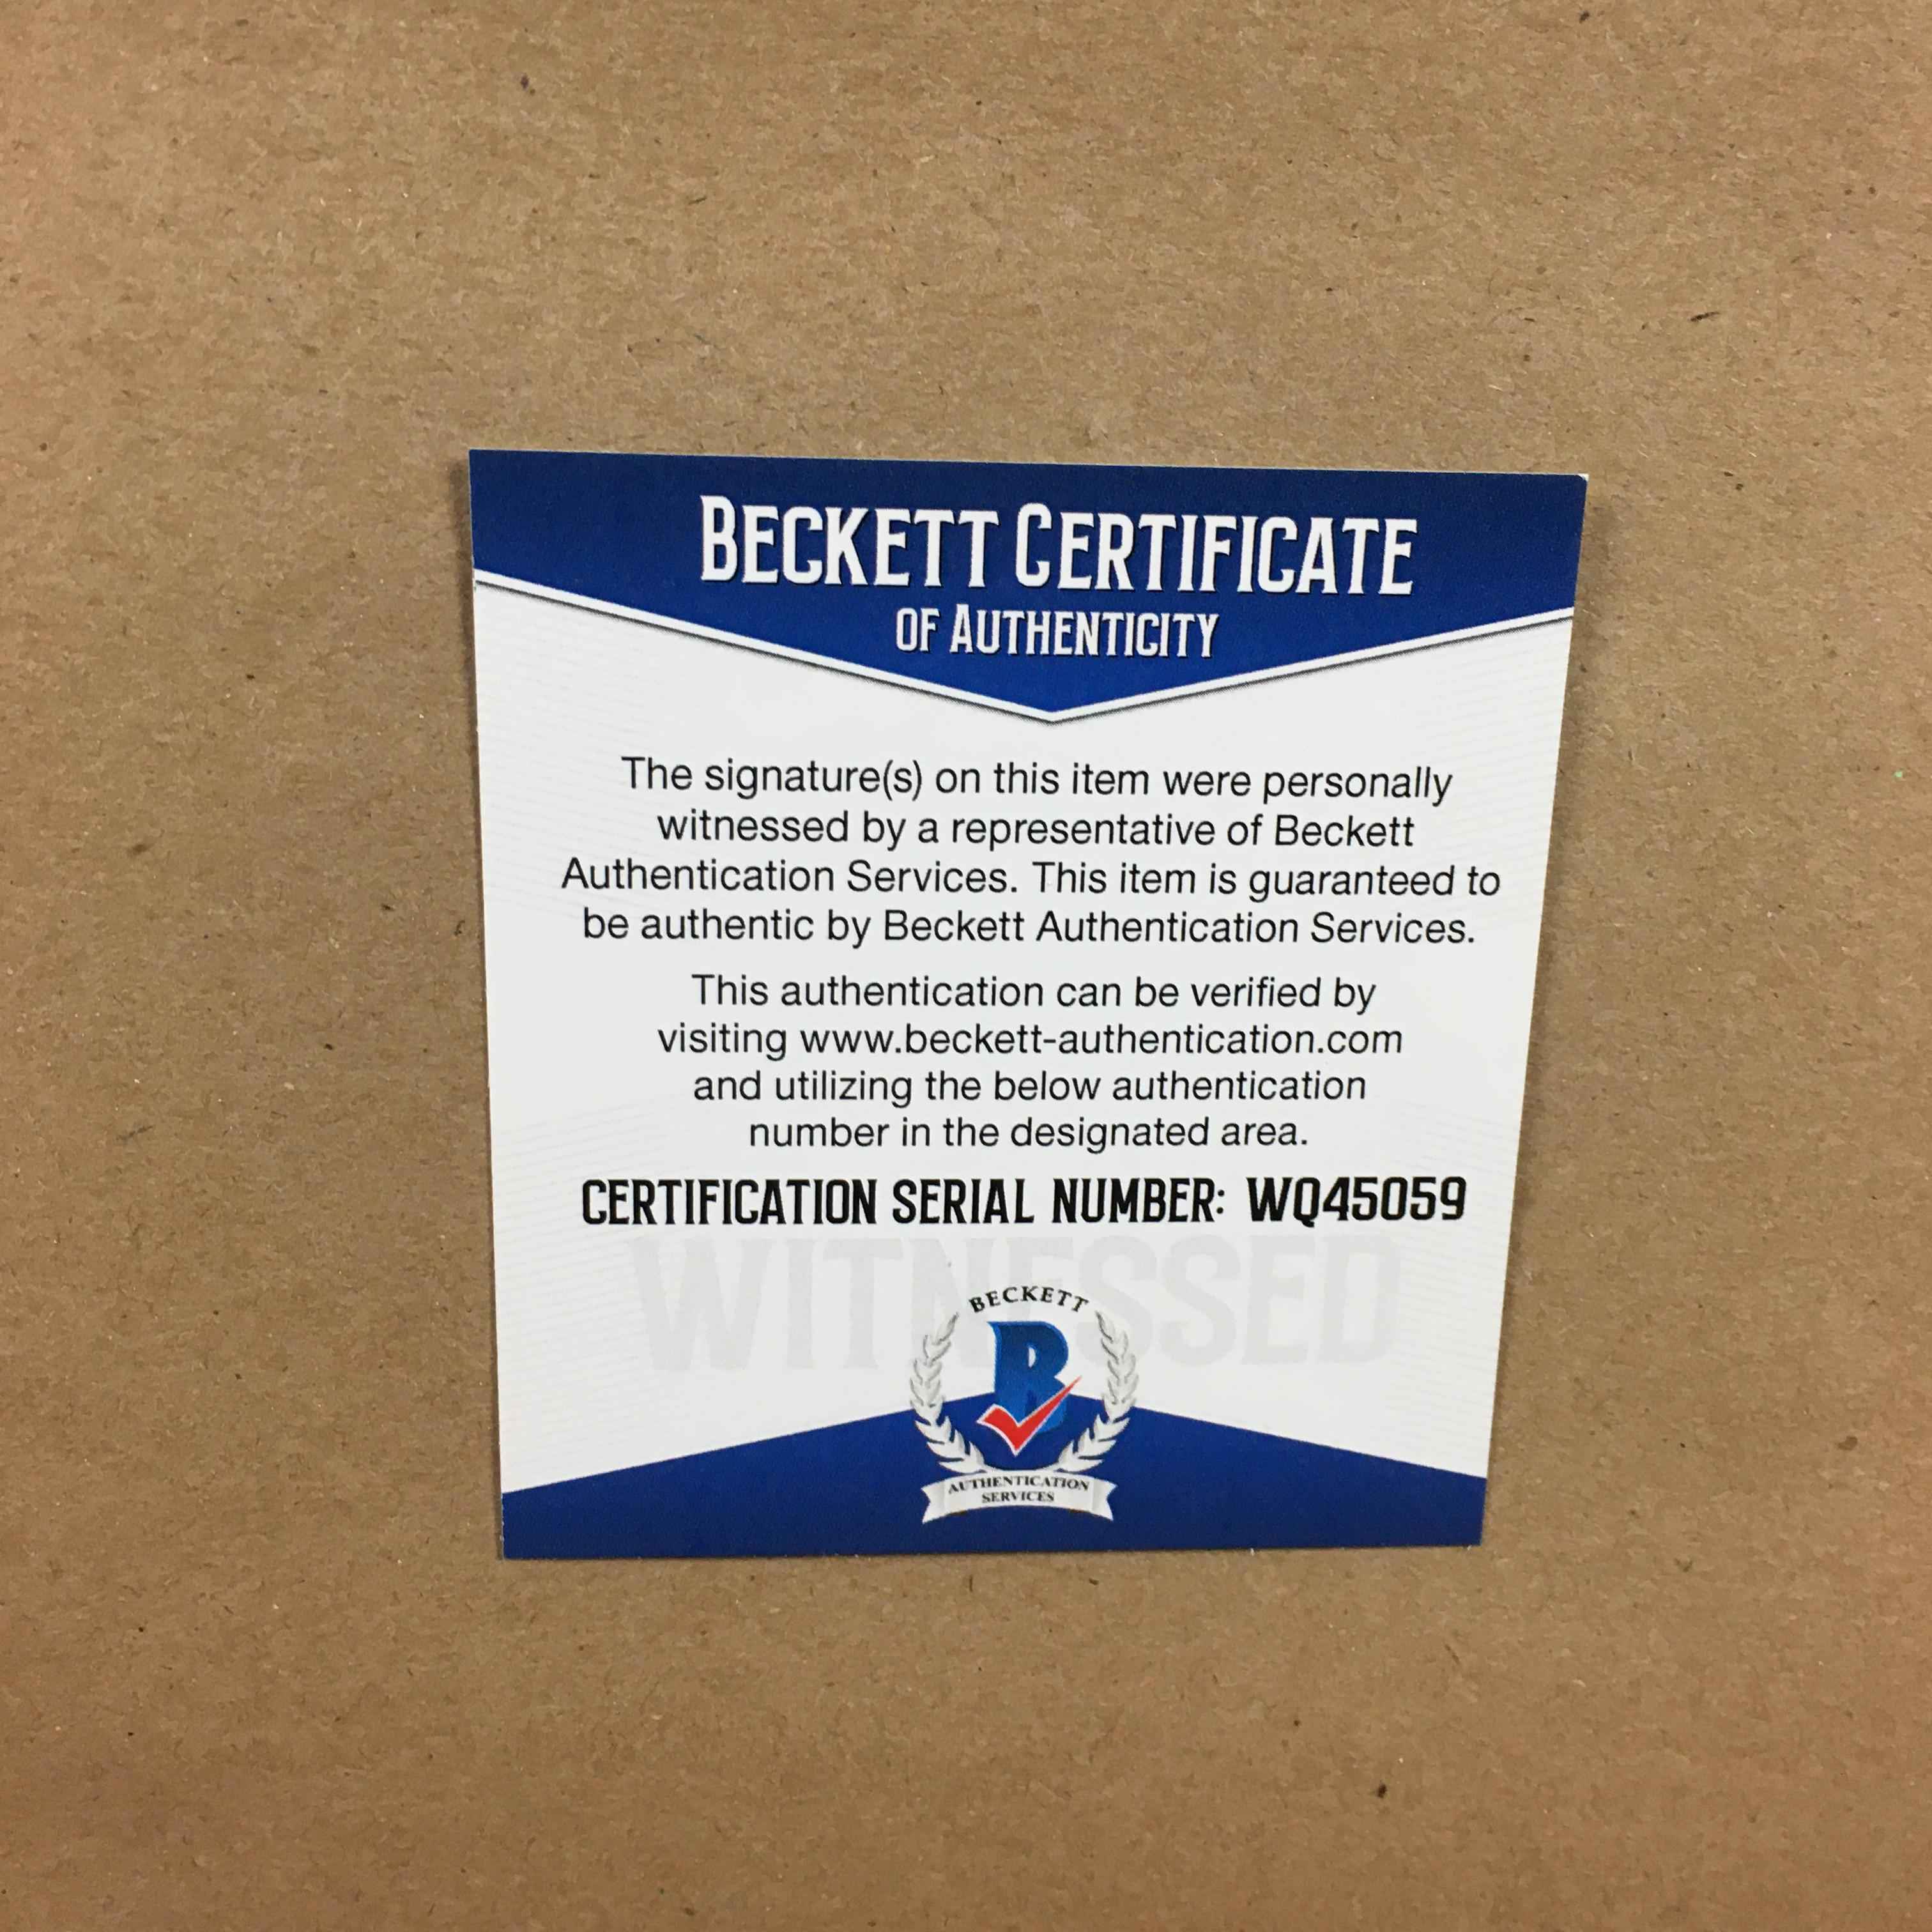 BECKETT CERTIFICATE
OF AUTHENTICITY
The signature(s) on this item were personally
witnessed by a representative of Beckett
Authentication Services. This item is guaranteed to
be authentic by Beckett Authentication Services.
This authentication can be verified by
visiting www.beckett-authentication.com
and utilizing the below authentication
number in the designated area.
CERTIFICATION SERIAL NUMBER: WQ45059
WITNESSED
BECKETT
B
AUTHENTICATION
SERVICES